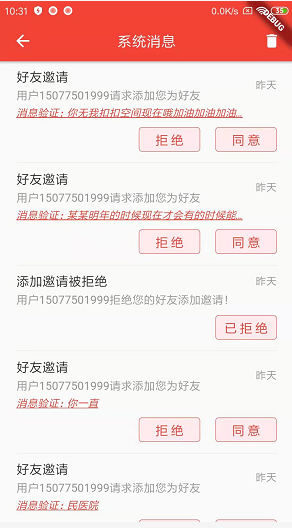 10:31
0.0K/s
35
DEBUG
系统消息
好友邀请
昨天
用户15077501999请求添加您为好友
消息验证：你无我扣扣空间现在哦加油加油加油…
拒绝
同意
好友邀请
昨天
用户15077501999请求添加您为好友
消息验证：某某明年的时候现在才会有的时候能…
拒绝
同意
添加邀请被拒绝
昨天
用户15077501999拒绝您的好友添加邀请！
已拒绝
好友邀请
昨天
用户15077501999请求添加您为好友
消息验证：你一直
拒绝
同意
好友邀请
昨天
用户15077501999请求添加您为好友
消息验证：民医院